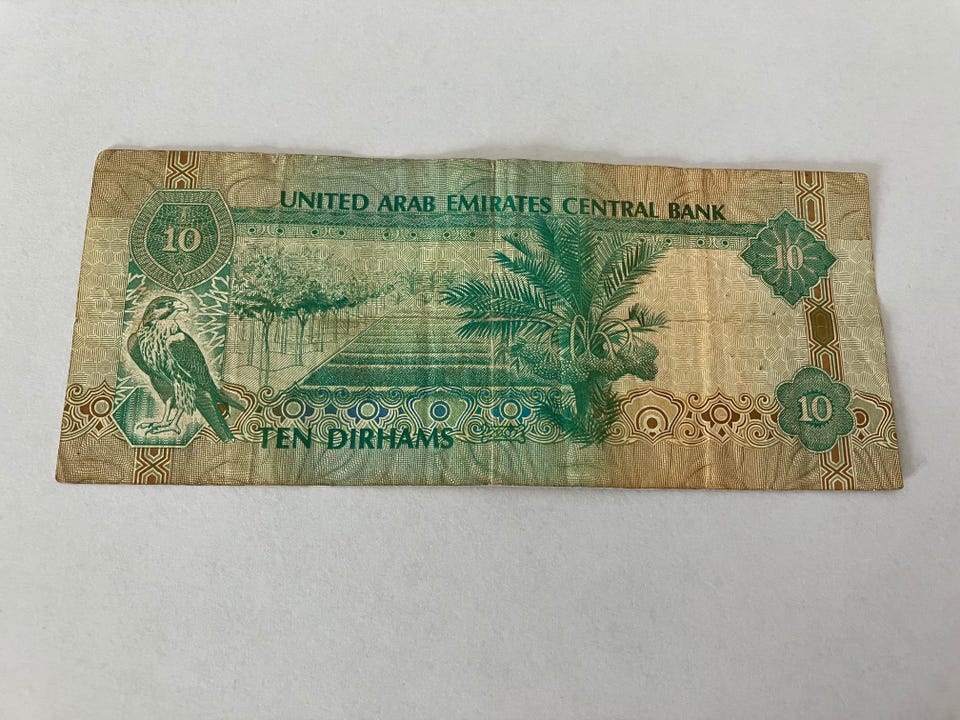 UNITED ARAB EMIRATES CENTRAL BANK
10
10
TEN DIRHAMS
10